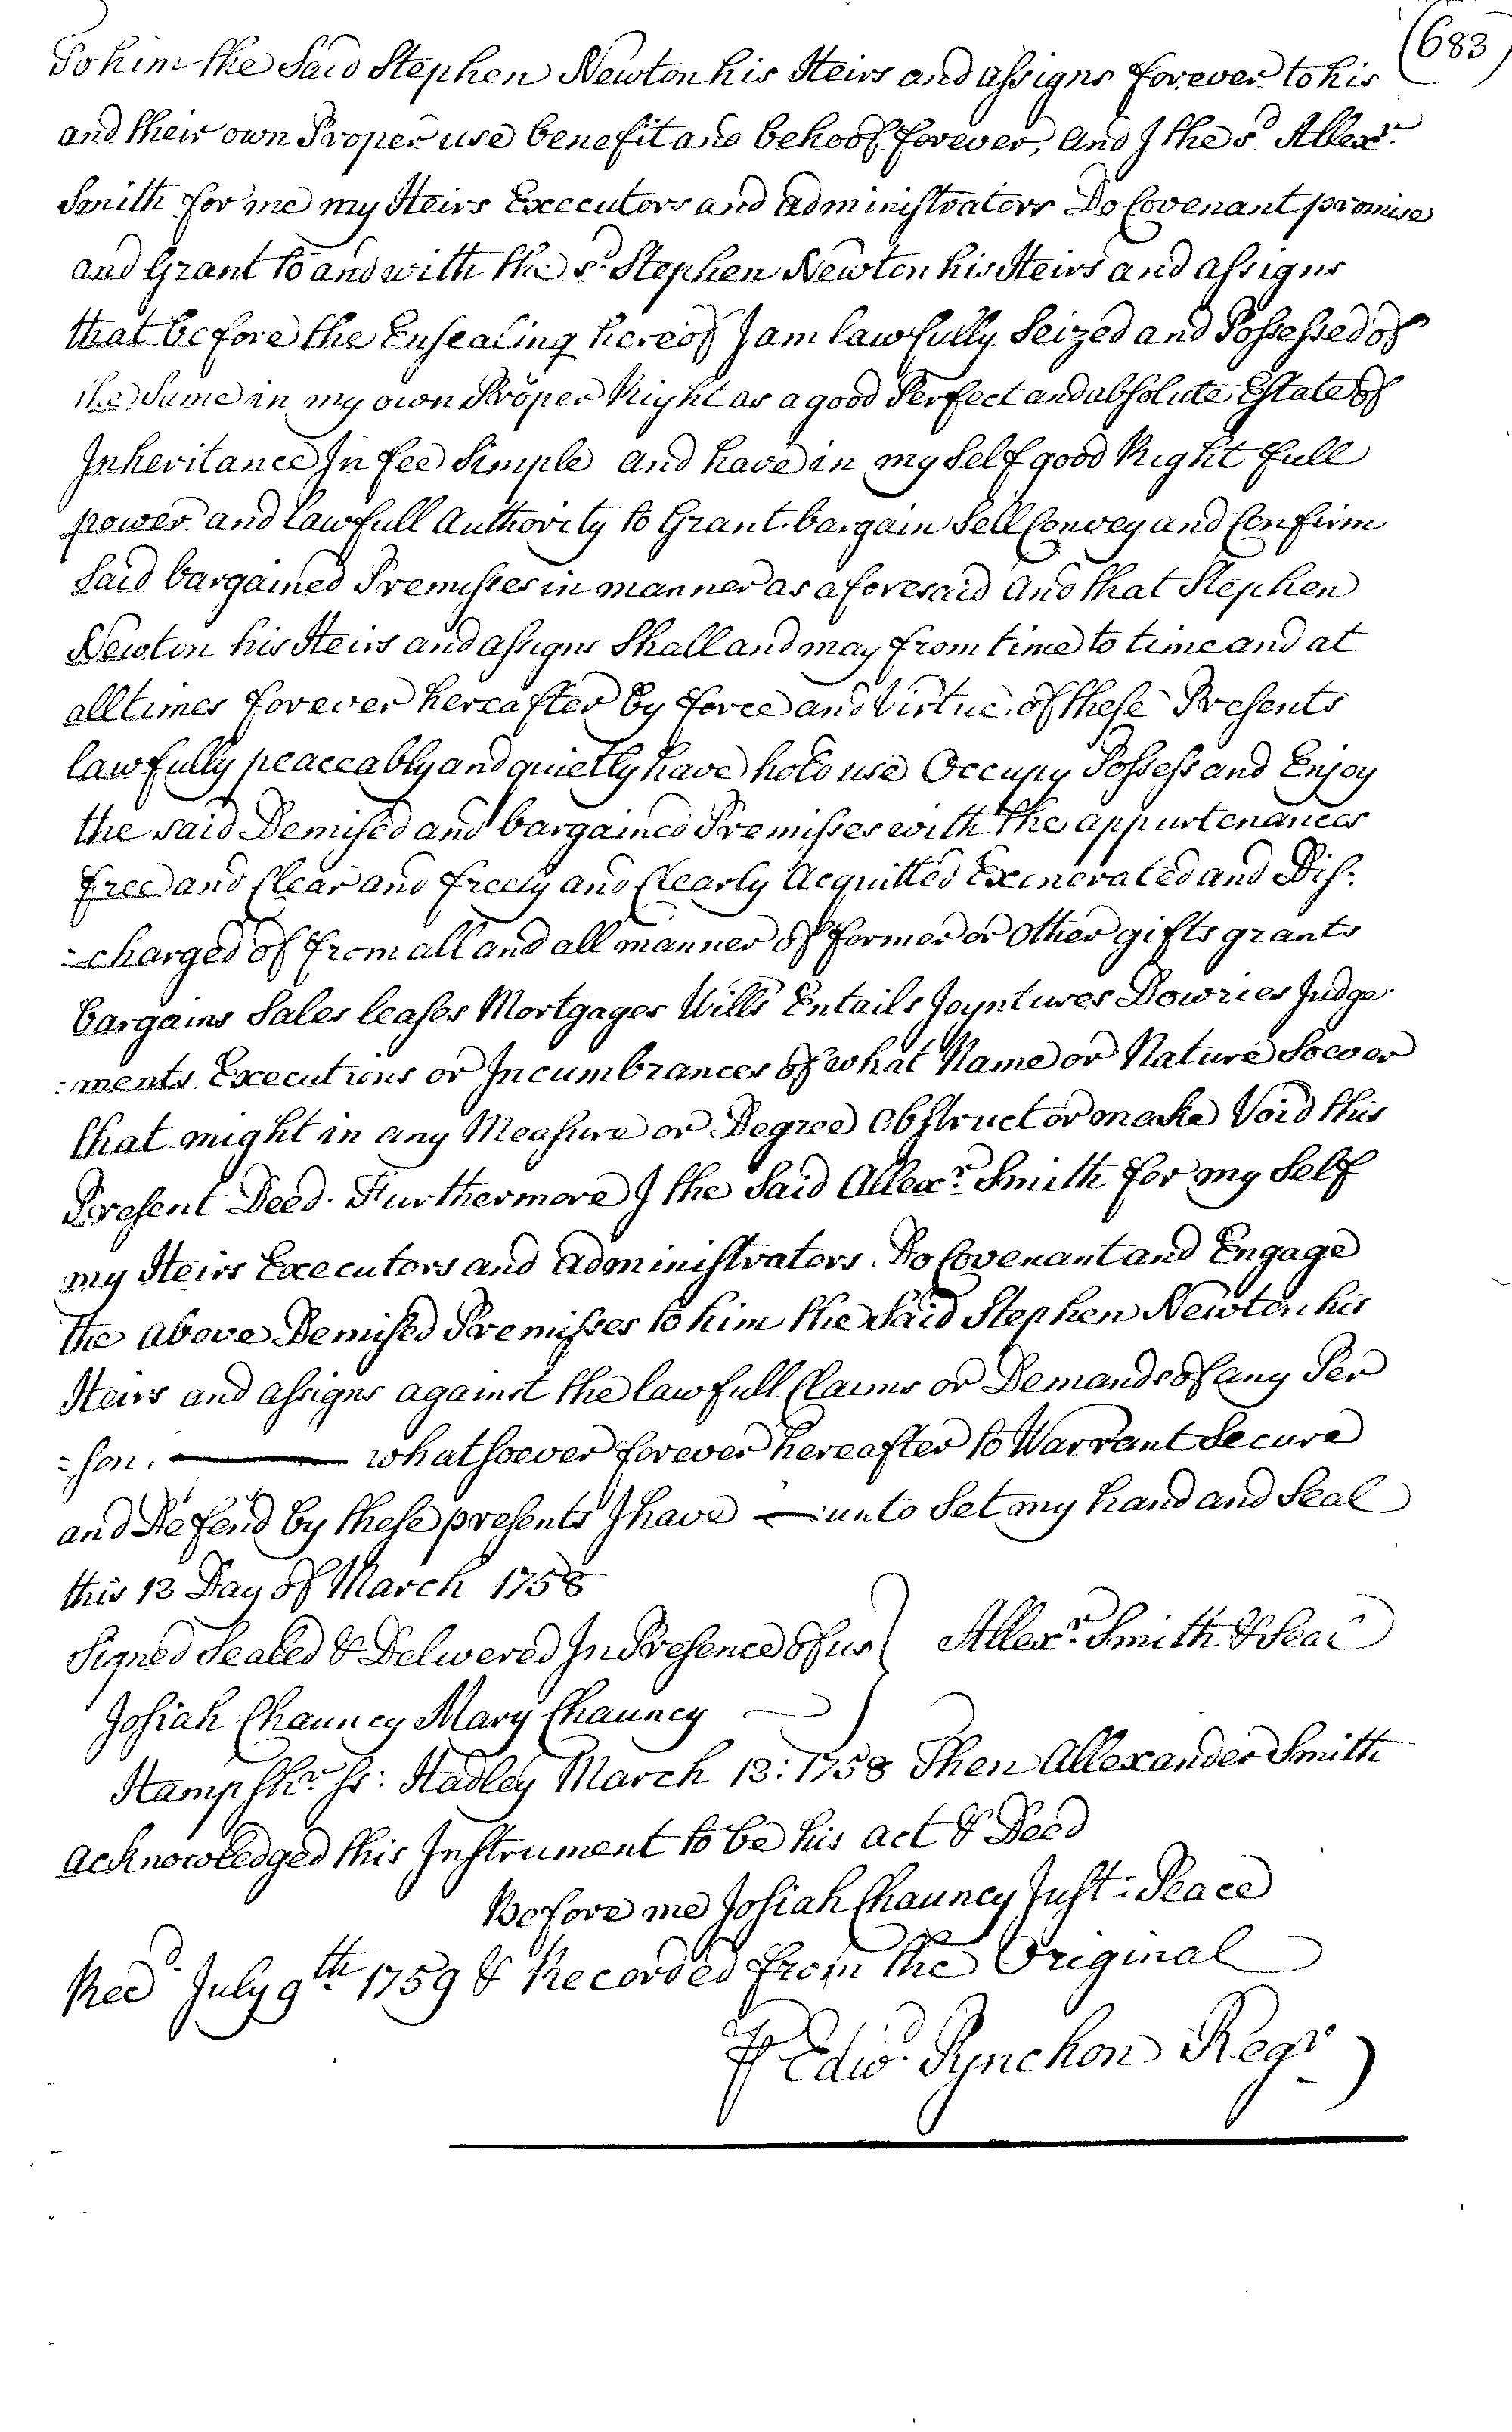 (683)
To him the Said Stephen Newton his Heirs and assigns forever to his
and their own Proper use benefit and behoof forever, And I the sd Allexr.
Smith for me my Heirs Executors and administrators Do Covenant promise
and Grant to and with the sd Stephen Newton his Heirs and assigns
that before the Ensealing hereof I am lawfully Seized and Possessed of
the Same in my own Proper Right as a good Perfect and absolute Estate of
Inheritance In fee Simple and have in my Self good Right full
power and lawfull Authority to Grant bargain Sell Convey and Confirm
Said bargained Premisses in manner as aforesaid And that Stephen
Newton his Heirs and assigns Shall and may from time to time and at
all times forever hereafter by force and Virtue of these Presents
lawfully peaceably and quietly have hold use Occupy Possess and Enjoy
the said Demised and bargained Premisses with the appurtenances
free and Clear and freely and Clearly Acquitted Exonerated and Dis-
=charged of from all and all manner of former or Other gifts grants
bargains Sales leases Mortgages Wills Entails Joyntures Dowries Judge-
=ments Executions or Incumbrances of what Name or Nature Soever
that might in any Measure or Degree Obstruct or make Void this
Present Deed. Furthermore I the Said Allexr. Smith for my Self
my Heirs Executors and Administrators Do Covenant and Engage
the above Demised Premisses to him the Said Stephen Newton his
Heirs and assigns against the lawfull Claims or Demands of any Per
=son. —— whatsoever forever hereafter to Warrant Secure
and Defend by these presents I have — unto Set my hand and Seal
this 13 Day of March 1758
Signed Sealed & Delivered In Presence of us } Allexr. Smith & Seal
Josiah Chauncy Mary Chauncy
Hampshr. ss: Hadley March 13: 1758 Then Allexander Smith
acknowledged this Instrument to be his act & Deed
Before me Josiah Chauncy Just: Peace
Recd. July 9th. 1759 & Recorded from the Original
⅌ Edwd. Pynchon Regr